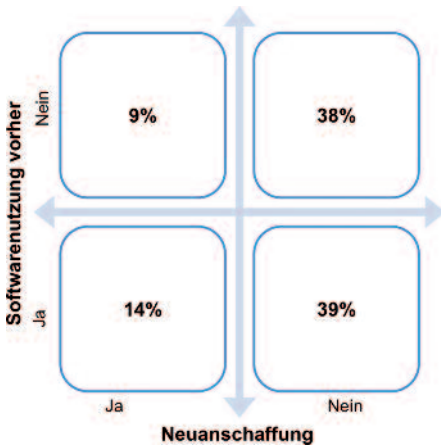 Softwarenutzung vorher
Nein
Ja
9%
38%
14%
39%
Ja
Nein
Neuanschaffung